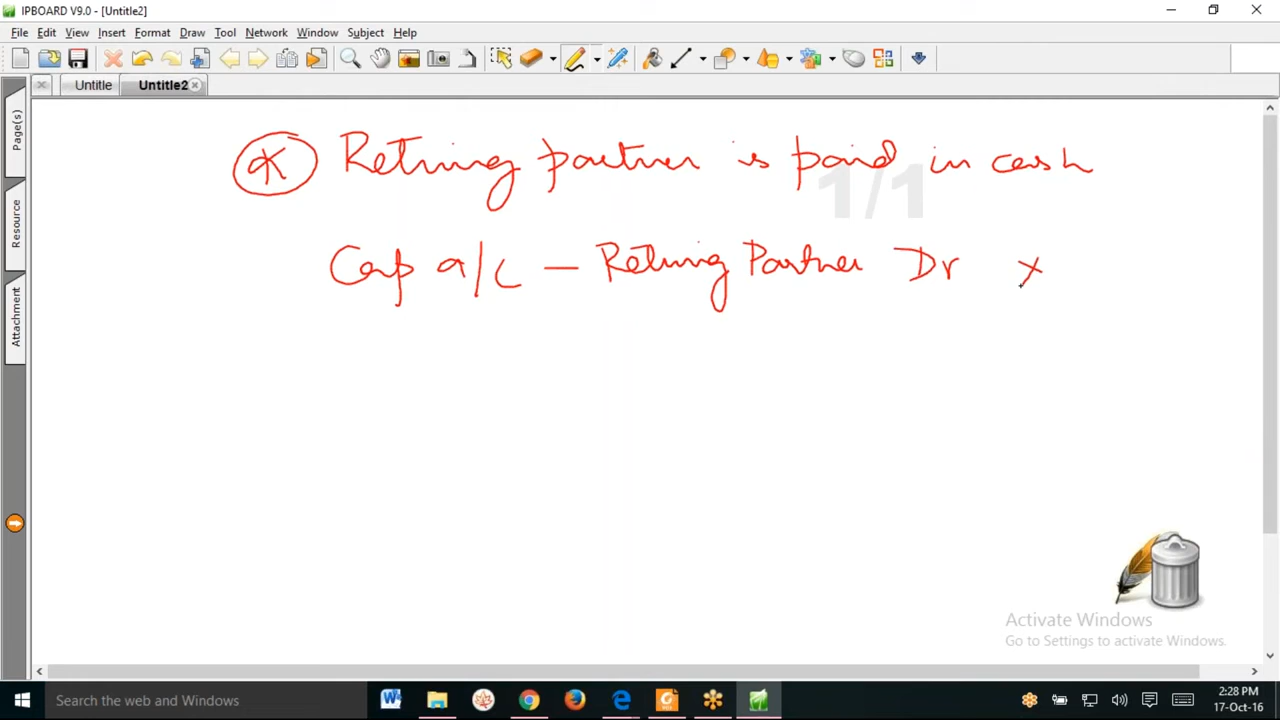 IPBOARD V9.0 - [Untitle2]
File Edit View Insert Format Draw Tool Network Window Subject Help
Untitle Untitle2
Page(s)
Resource
Attachment
1/1
* Retiring partner is paid in cash
Cap a/c — Retiring Partner Dr x
Activate Windows
Go to Settings to activate Windows.
Search the web and Windows
2:28 PM
17-Oct-16